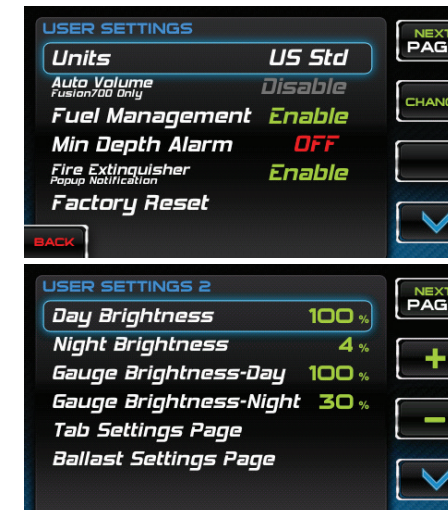 USER SETTINGS
NEXT
PAG
Units US Std
Auto Volume Disable
Fusion700 Only
CHANG
Fuel Management Enable
Min Depth Alarm OFF
Fire Extinguisher Enable
Popup Notification
Factory Reset
BACK
USER SETTINGS 2
NEXT
PAG
Day Brightness 100 %
Night Brightness 4 %
Gauge Brightness-Day 100 %
Gauge Brightness-Night 30 %
Tab Settings Page
Ballast Settings Page